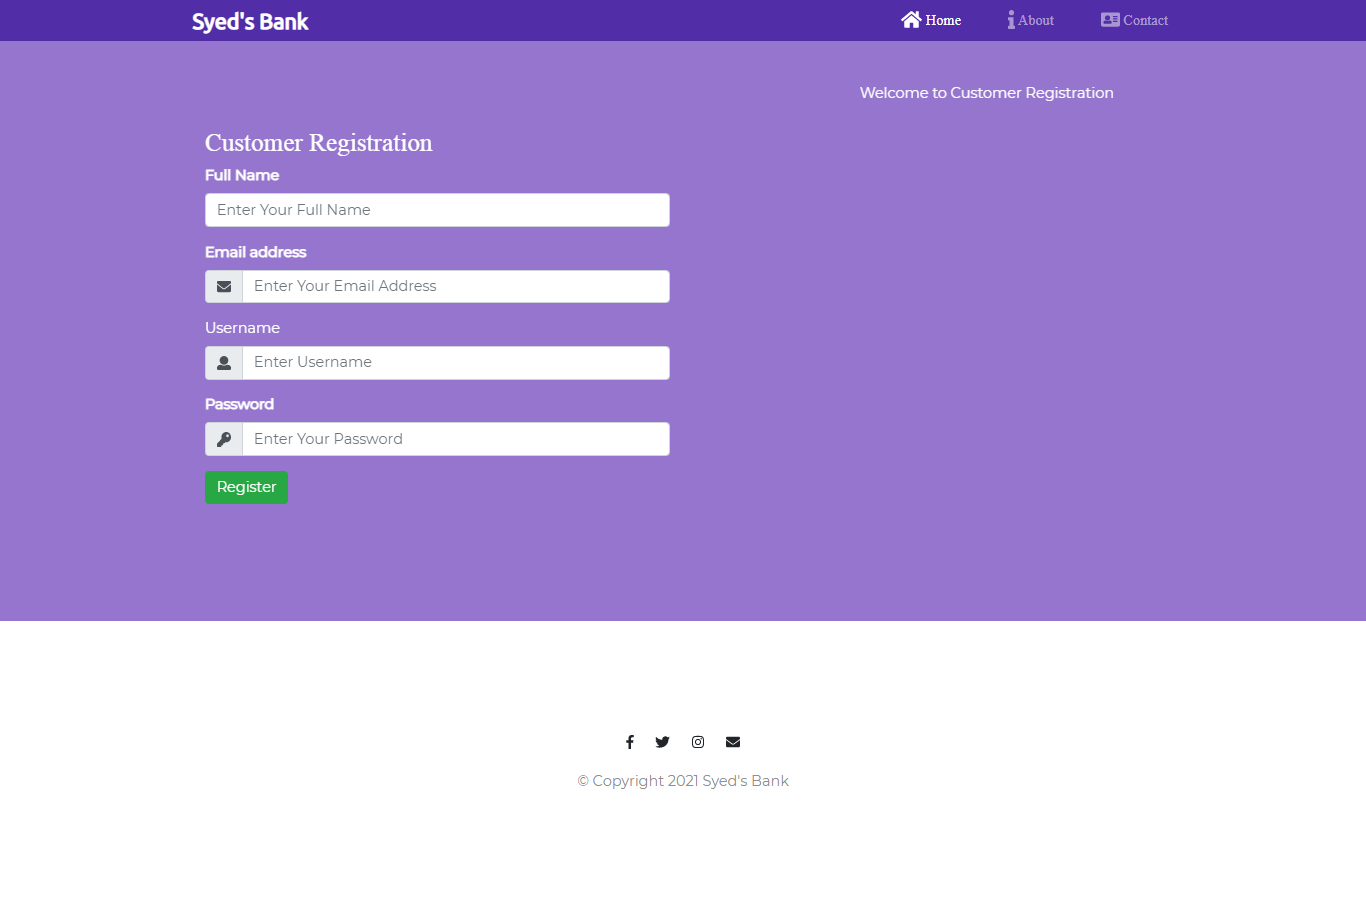 Syed's Bank
Home
About
Contact
Welcome to Customer Registration
Customer Registration
Full Name
Enter Your Full Name
Email address
Enter Your Email Address
Username
Enter Username
Password
Enter Your Password
Register
© Copyright 2021 Syed's Bank